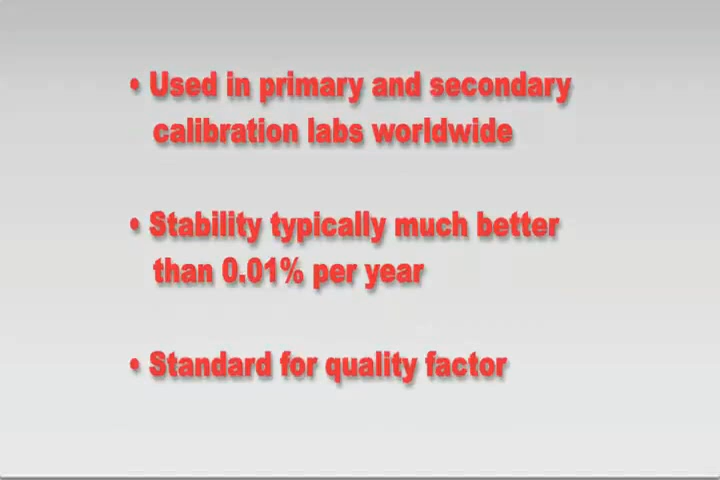 • Used in primary and secondary
calibration labs worldwide
• Stability typically much better
than 0.01% per year
• Standard for quality factor